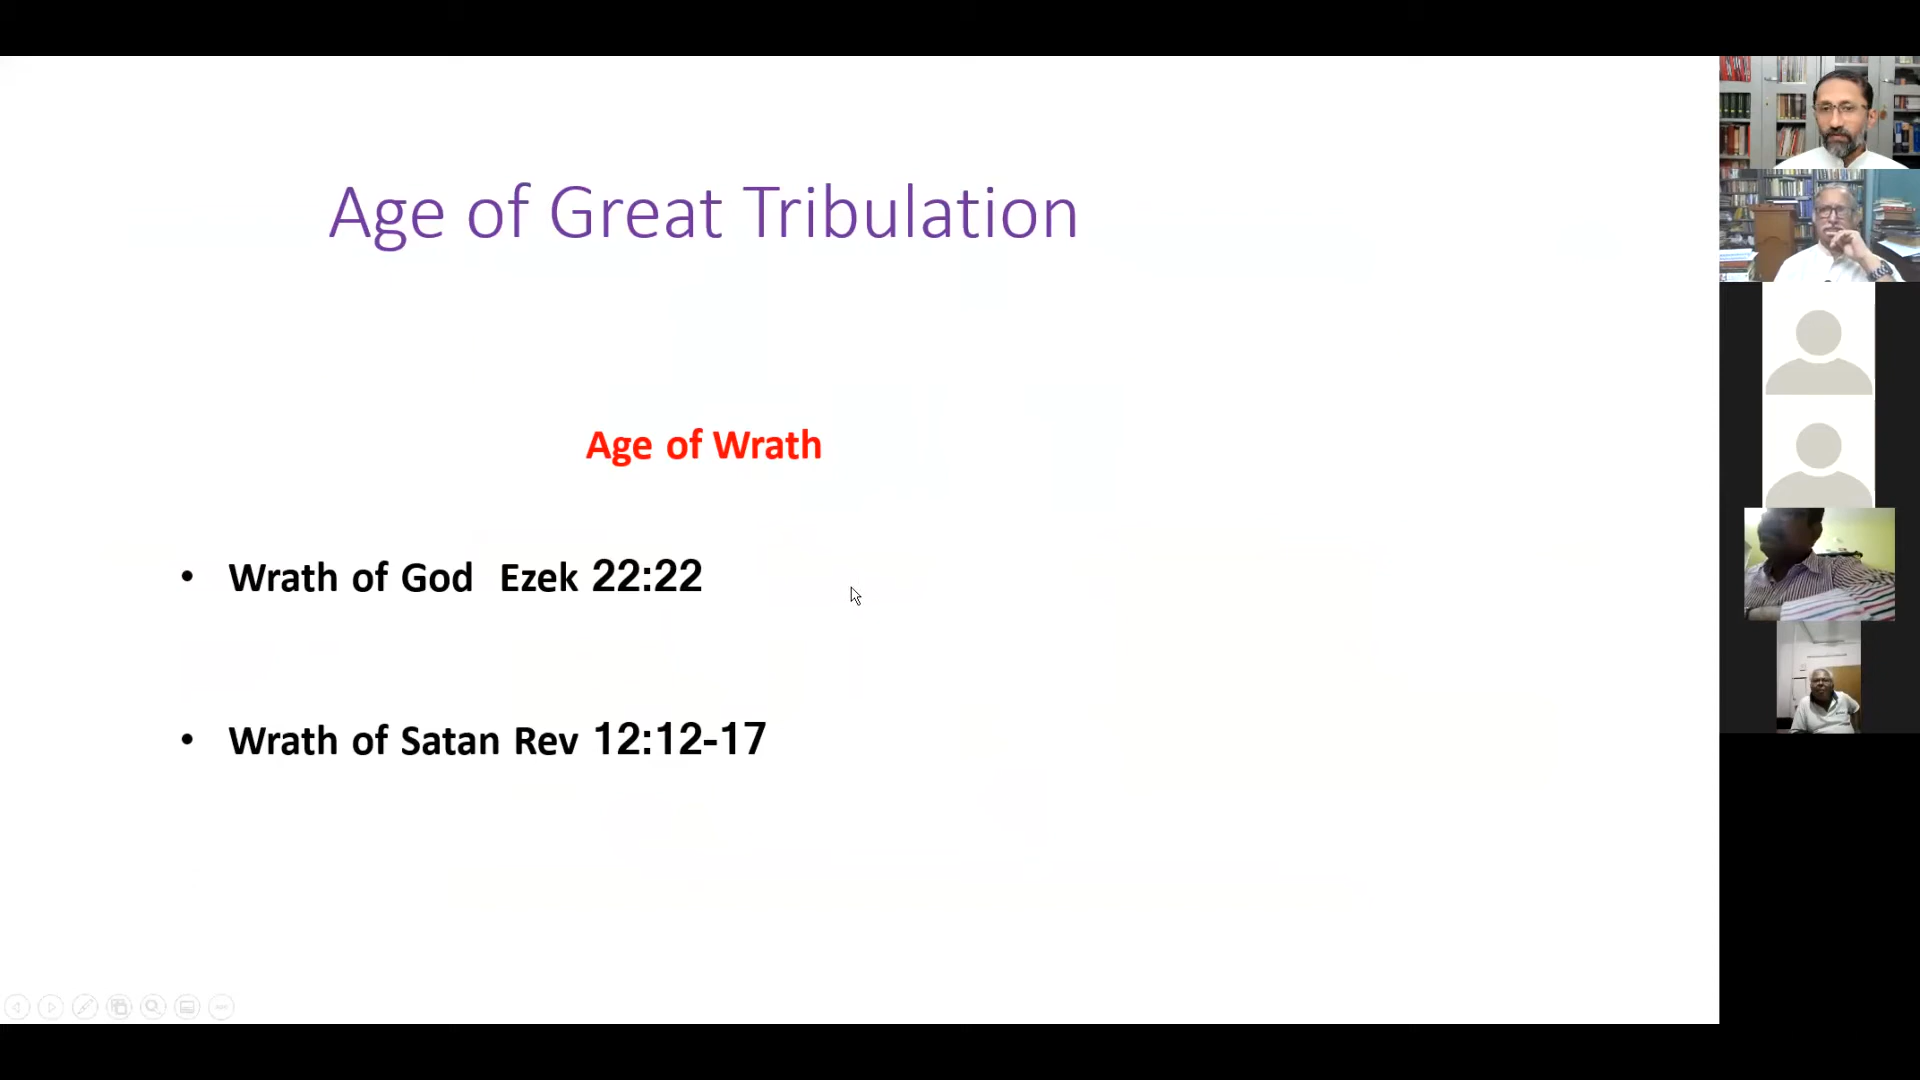 Age of Great Tribulation
Age of Wrath
• Wrath of God Ezek 22:22
• Wrath of Satan Rev 12:12-17